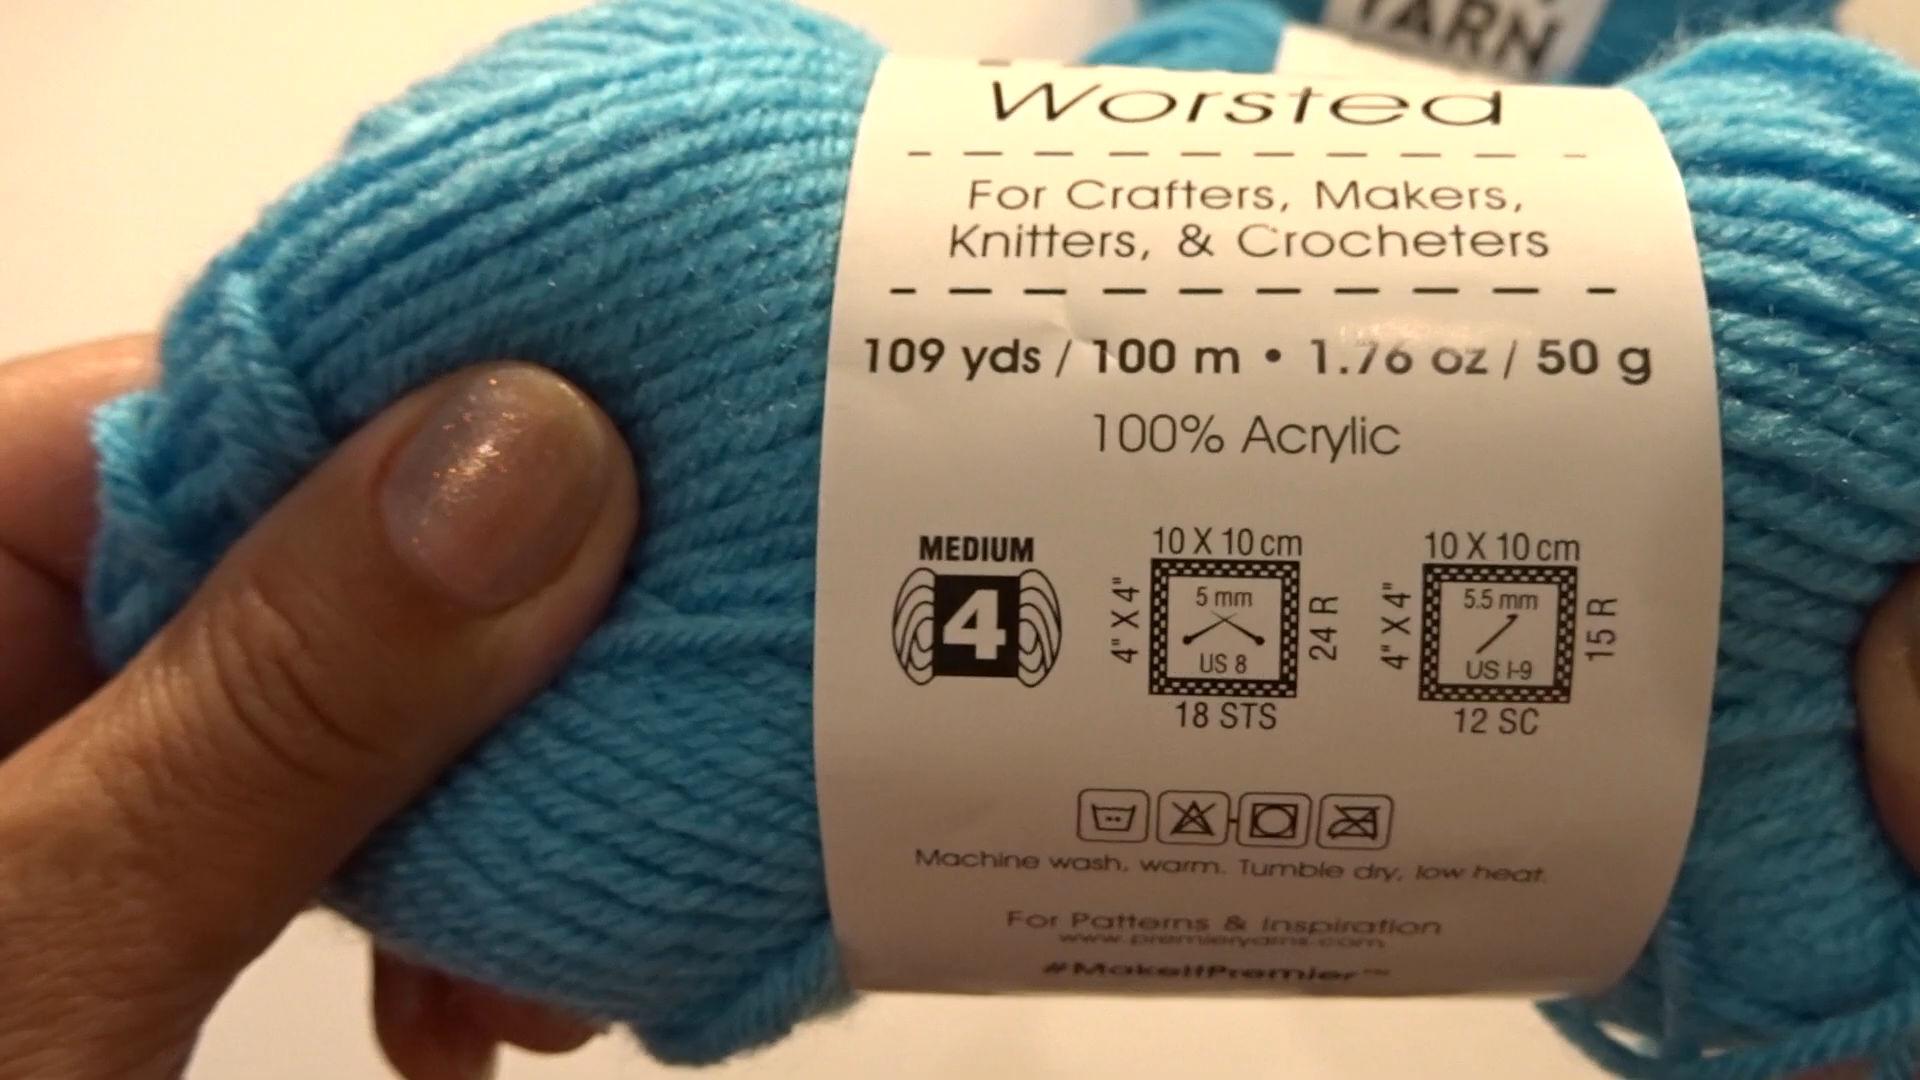 YARN
Worsted
For Crafters, Makers,
Knitters, & Crocheters
109 yds / 100 m • 1.76 oz / 50 g
100% Acrylic
MEDIUM
4
10 X 10 cm
4" X 4"
5 mm
US 8
24 R
18 STS
10 X 10 cm
4" X 4"
5.5 mm
US I-9
15 R
12 SC
Machine wash, warm. Tumble dry, low heat.
For Patterns & Inspiration
www.premieryarns.com
#MakeItPremier™